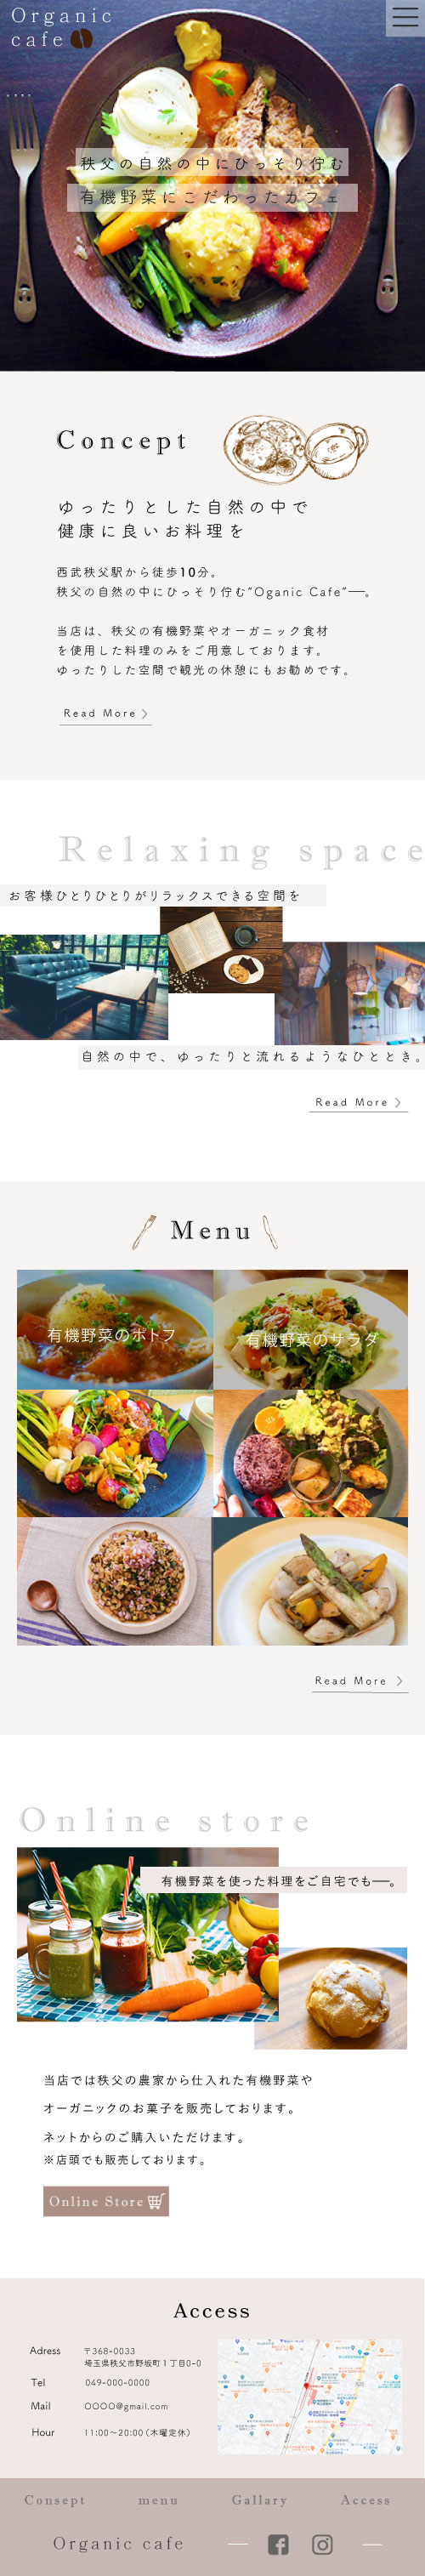 Organic
cafe
秩父の自然の中にひっそり佇む
有機野菜にこだわったカフェ
Concept
ゆったりとした自然の中で
健康に良いお料理を
西武秩父駅から徒歩10分。
秩父の自然の中にひっそり佇む"Oganic Cafe"──。
当店は、秩父の有機野菜やオーガニック食材
を使用した料理のみをご用意しております。
ゆったりした空間で観光の休憩にもお勧めです。
Read More
Relaxing space
お客様ひとりひとりがリラックスできる空間を
自然の中で、ゆったりと流れるようなひととき。
Read More
Menu
有機野菜のポトフ
有機野菜のサラダ
Read More
Online store
有機野菜を使った料理をご自宅でも──。
当店では秩父の農家から仕入れた有機野菜や
オーガニックのお菓子を販売しております。
ネットからのご購入いただけます。
※店頭でも販売しております。
Online Store
Access
Adress 〒368-0033
埼玉県秩父市野坂町1丁目0-0
Tel 049-000-0000
Mail OOOO@gmail.com
Hour 11:00~20:00 (木曜定休)
Consept menu Gallary Access
Organic cafe